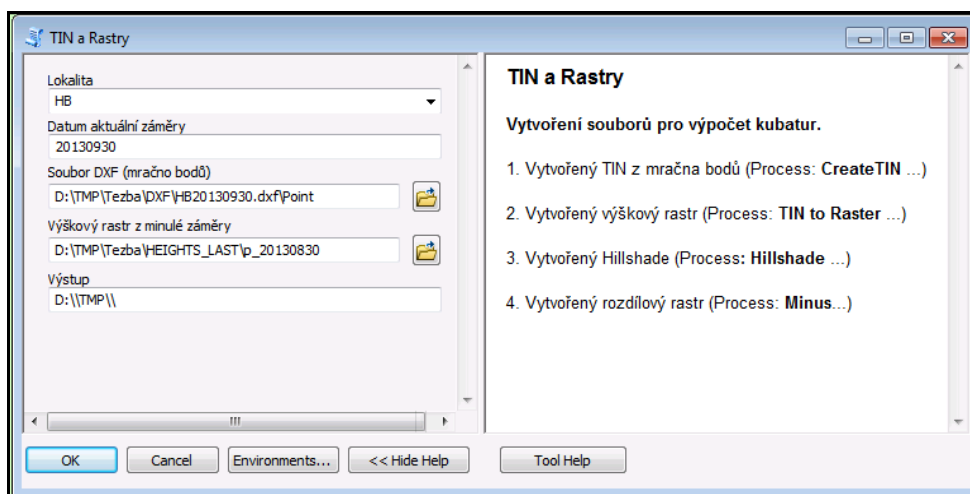 TIN a Rastry
Lokalita
HB
Datum aktuální záměry
20130930
Soubor DXF (mračno bodů)
D:\TMP\Tezba\DXF\HB20130930.dxf\Point
Výškový rastr z minulé záměry
D:\TMP\Tezba\HEIGHTS_LAST\p_20130830
Výstup
D:\\TMP\\
TIN a Rastry
Vytvoření souborů pro výpočet kubatur.
1. Vytvořený TIN z mračna bodů (Process: CreateTIN ...)
2. Vytvořený výškový rastr (Process: TIN to Raster ...)
3. Vytvořený Hillshade (Process: Hillshade ...)
4. Vytvořený rozdílový rastr (Process: Minus...)
OK
Cancel
Environments...
<< Hide Help
Tool Help